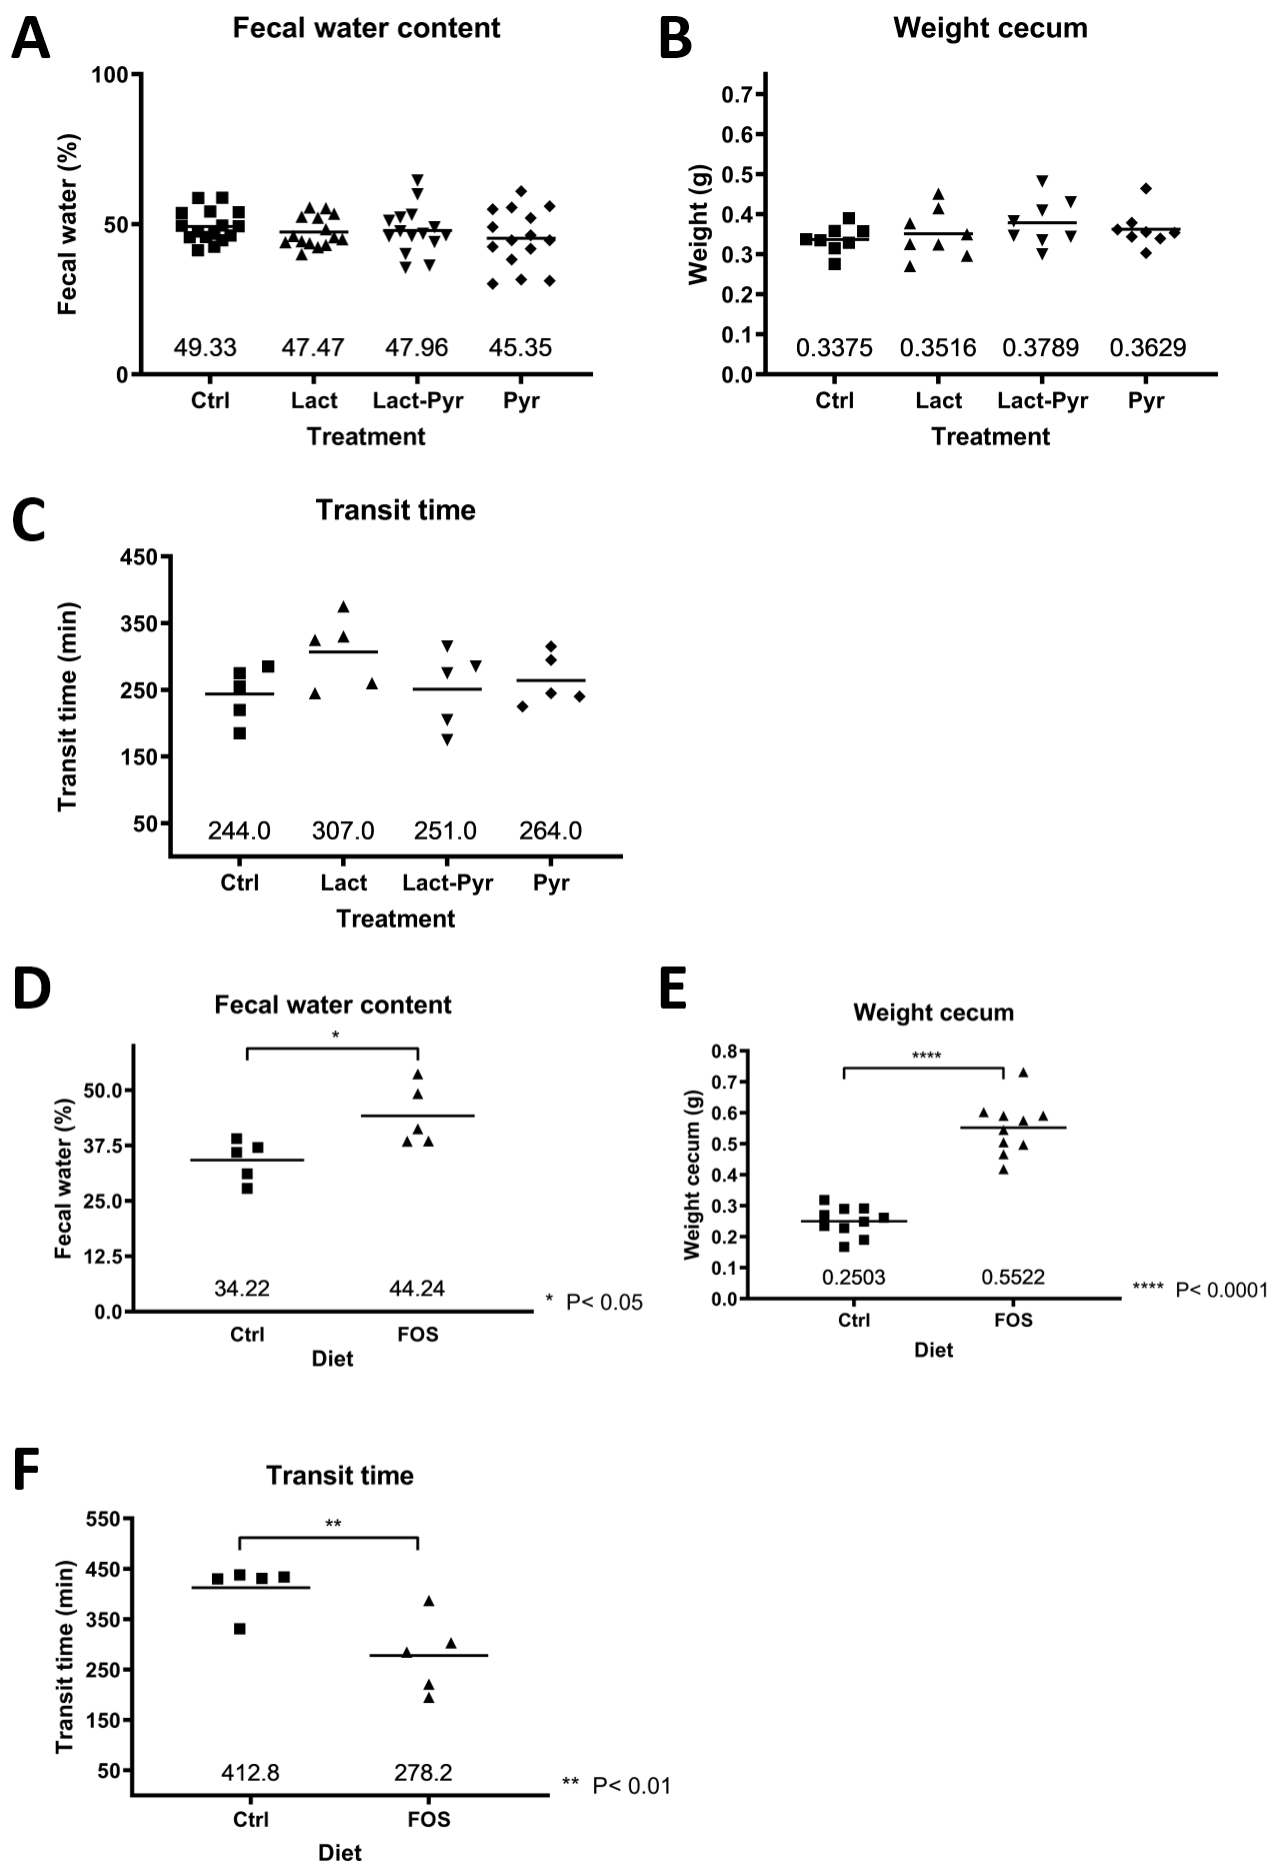 A
Fecal water content
100
50
0
Fecal water (%)
49.33 47.47 47.96 45.35
Ctrl Lact Lact-Pyr Pyr
Treatment
B
Weight cecum
0.7
0.6
0.5
0.4
0.3
0.2
0.1
0.0
Weight (g)
0.3375 0.3516 0.3789 0.3629
Ctrl Lact Lact-Pyr Pyr
Treatment
C
Transit time
450
350
250
150
50
Transit time (min)
244.0 307.0 251.0 264.0
Ctrl Lact Lact-Pyr Pyr
Treatment
D
Fecal water content
*
50.0
37.5
25.0
12.5
0.0
Fecal water (%)
34.22 44.24
* P< 0.05
Ctrl FOS
Diet
E
Weight cecum
****
0.8
0.7
0.6
0.5
0.4
0.3
0.2
0.1
0.0
Weight cecum (g)
0.2503 0.5522
**** P< 0.0001
Ctrl FOS
Diet
F
Transit time
**
550
450
350
250
150
50
Transit time (min)
412.8 278.2
** P< 0.01
Ctrl FOS
Diet